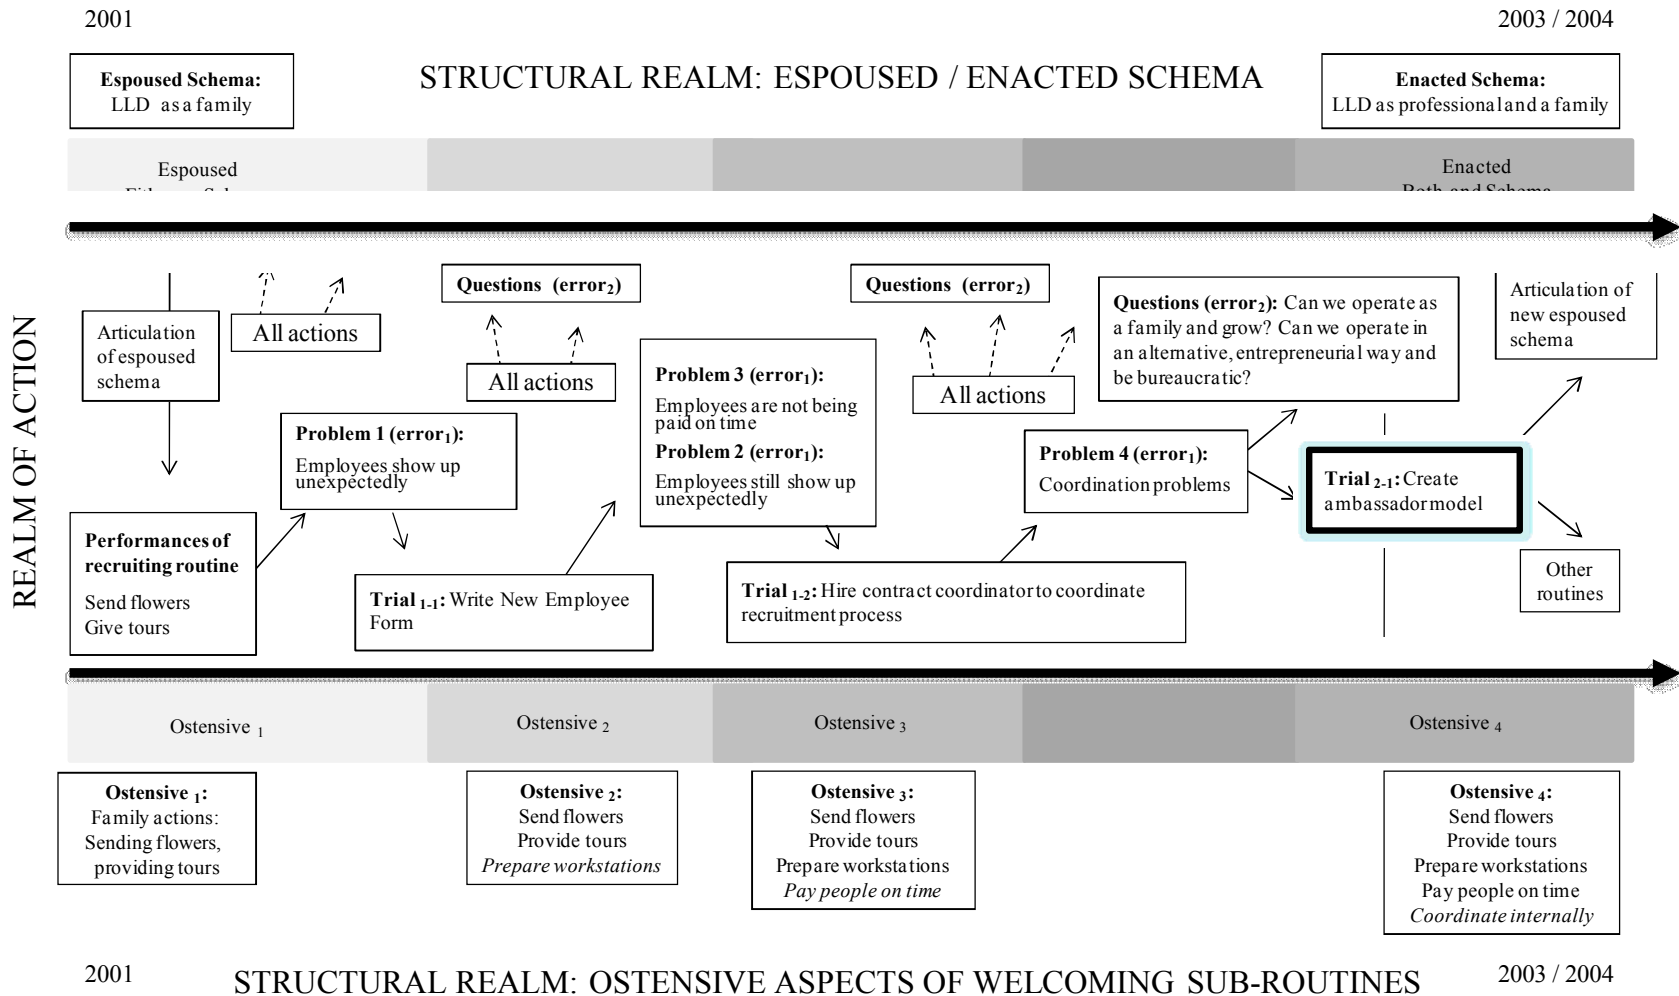 2001
2003 / 2004
Espoused Schema:
LLD as a family
STRUCTURAL REALM: ESPOUSED / ENACTED SCHEMA
Enacted Schema:
LLD as professional and a family
Espoused
Enacted
Both-and Schema
REALM OF ACTION
Articulation
of espoused
schema
All actions
Questions (error2)
All actions
Questions (error2)
All actions
Questions (error2): Can we operate as
a family and grow? Can we operate in
an alternative, entrepreneurial way and
be bureaucratic?
Articulation of
new espoused
schema
Problem 1 (error1):
Employees show up
unexpectedly
Problem 3 (error1):
Employees are not being
paid on time
Problem 2 (error1):
Employees still show up
unexpectedly
Problem 4 (error1):
Coordination problems
Trial 2-1: Create
ambassador model
Performances of
recruiting routine
Send flowers
Give tours
Trial 1-1: Write New Employee
Form
Trial 1-2: Hire contract coordinator to coordinate
recruitment process
Other
routines
Ostensive 1
Ostensive 2
Ostensive 3
Ostensive 4
Ostensive 1:
Family actions:
Sending flowers,
providing tours
Ostensive 2:
Send flowers
Provide tours
Prepare workstations
Ostensive 3:
Send flowers
Provide tours
Prepare workstations
Pay people on time
Ostensive 4:
Send flowers
Provide tours
Prepare workstations
Pay people on time
Coordinate internally
2001
STRUCTURAL REALM: OSTENSIVE ASPECTS OF WELCOMING SUB-ROUTINES
2003 / 2004